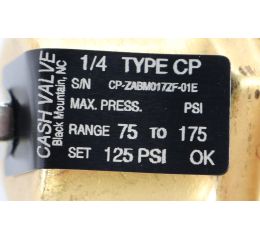 CASH VALVE
Black Mountain, NC
1/4 TYPE CP
S/N CP-ZABM017ZF-01E
MAX. PRESS. PSI
RANGE 75 TO 175
SET 125 PSI OK